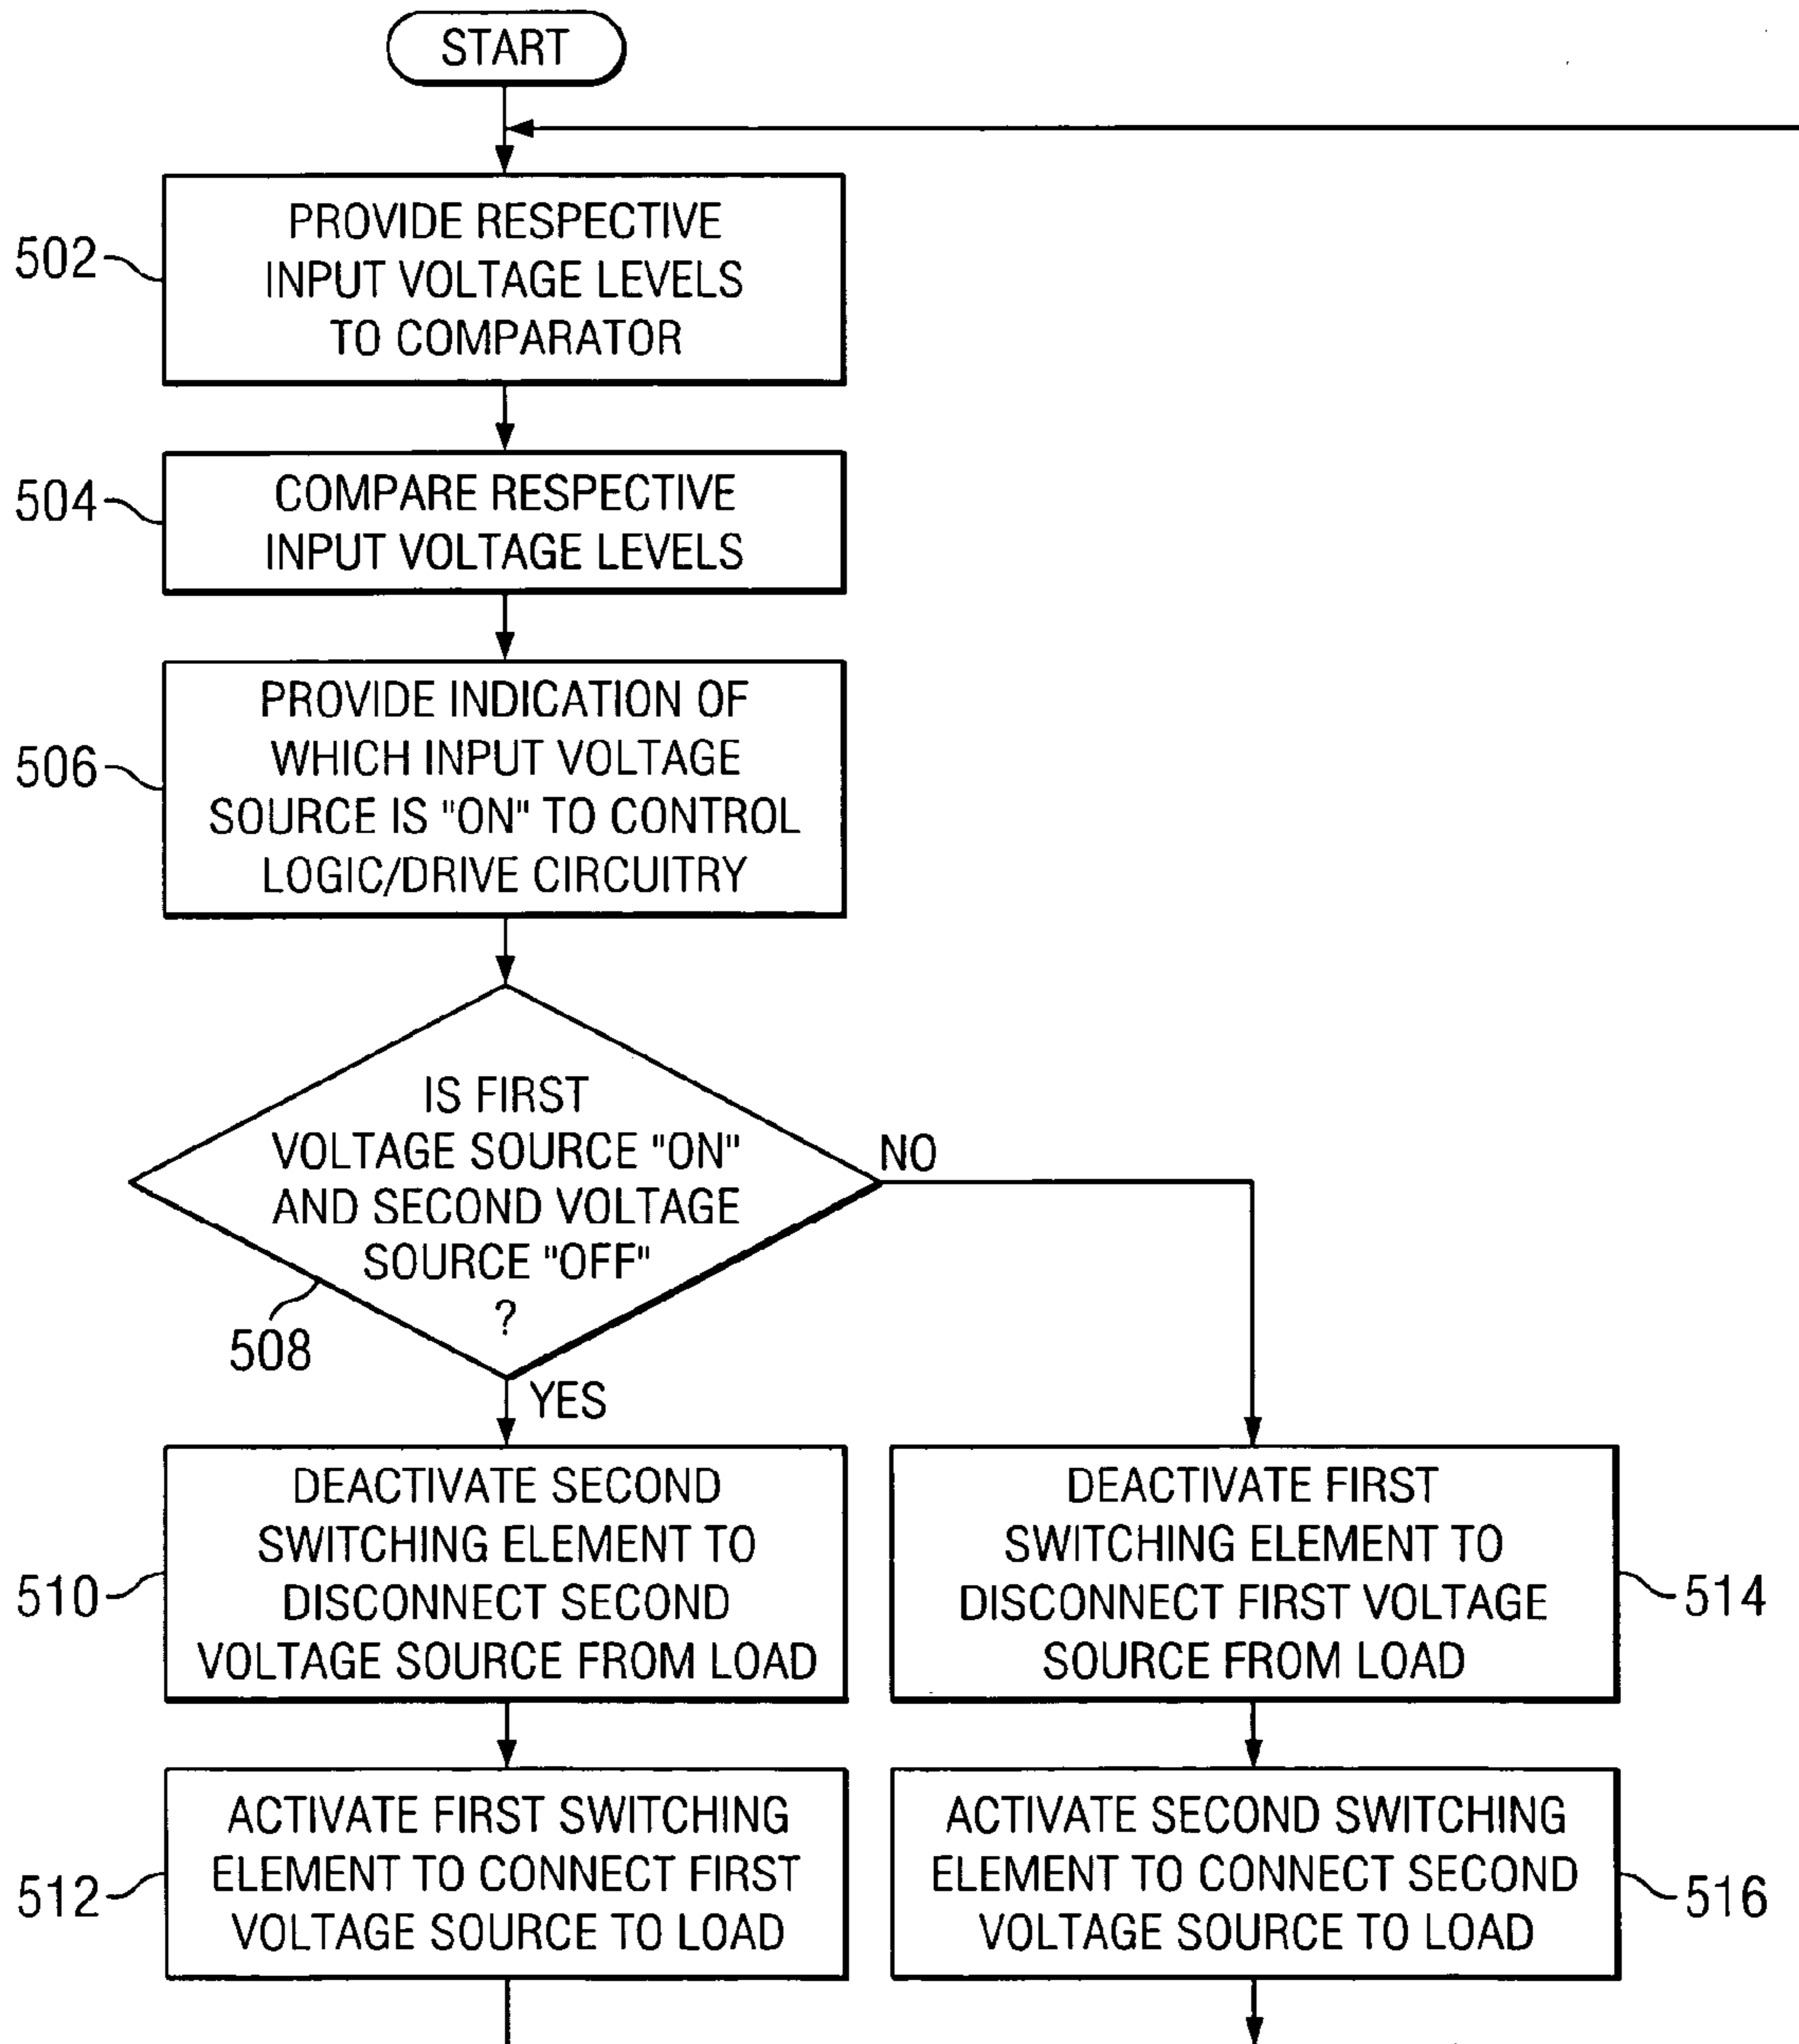 START
502
PROVIDE RESPECTIVE
INPUT VOLTAGE LEVELS
TO COMPARATOR
504
COMPARE RESPECTIVE
INPUT VOLTAGE LEVELS
506
PROVIDE INDICATION OF
WHICH INPUT VOLTAGE
SOURCE IS "ON" TO CONTROL
LOGIC/DRIVE CIRCUITRY
IS FIRST
VOLTAGE SOURCE "ON"
AND SECOND VOLTAGE
SOURCE "OFF"
?
NO
508
YES
510
DEACTIVATE SECOND
SWITCHING ELEMENT TO
DISCONNECT SECOND
VOLTAGE SOURCE FROM LOAD
DEACTIVATE FIRST
SWITCHING ELEMENT TO
DISCONNECT FIRST VOLTAGE
SOURCE FROM LOAD
514
512
ACTIVATE FIRST SWITCHING
ELEMENT TO CONNECT FIRST
VOLTAGE SOURCE TO LOAD
ACTIVATE SECOND SWITCHING
ELEMENT TO CONNECT SECOND
VOLTAGE SOURCE TO LOAD
516